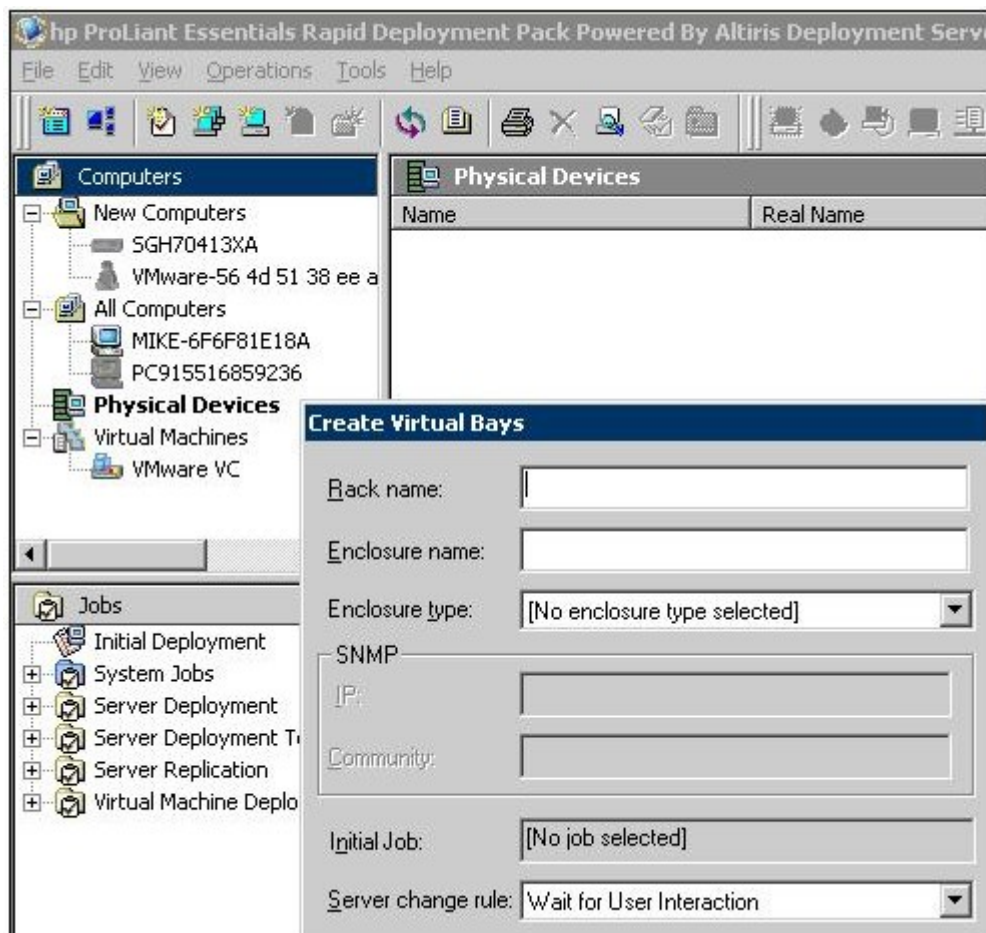 hp ProLiant Essentials Rapid Deployment Pack Powered By Altiris Deployment Serve
File Edit View Operations Tools Help
Computers
New Computers
SGH70413XA
VMware-56 4d 51 38 ee a
All Computers
MIKE-6F6F81E18A
PC915516859236
Physical Devices
Virtual Machines
VMware VC
Physical Devices
Name Real Name
Jobs
Initial Deployment
System Jobs
Server Deployment
Server Deployment T
Server Replication
Virtual Machine Deplo
Create Virtual Bays
Rack name:
Enclosure name:
Enclosure type: [No enclosure type selected]
SNMP
IP:
Community:
Initial Job: [No job selected]
Server change rule: Wait for User Interaction